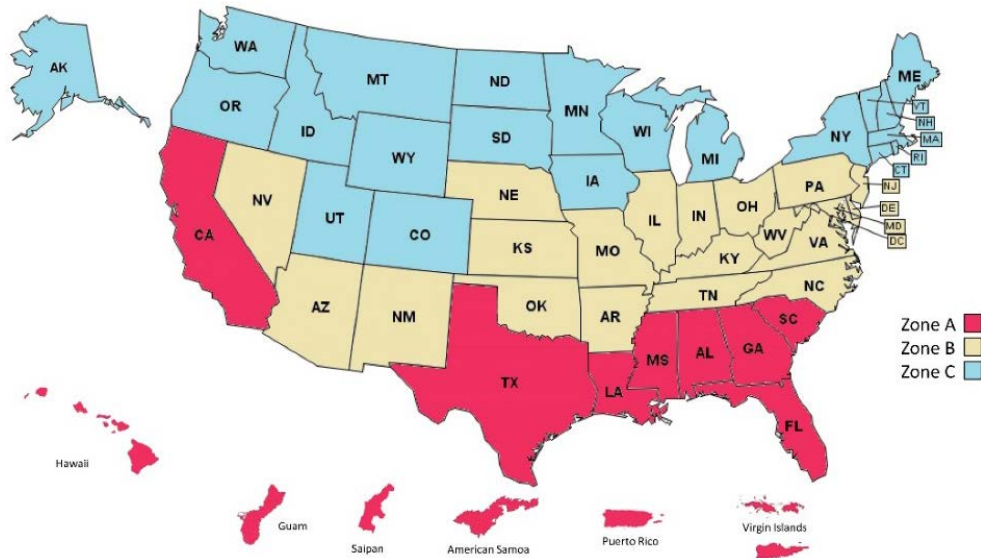 WA
AK
MT
ND
ME
MN
VT
OR
NH
ID
SD
WI
NY
MA
MI
RI
WY
CT
IA
PA
NE
NJ
NV
OH
IL
IN
DE
UT
MD
CA
CO
WV
DC
VA
KS
MO
KY
NC
TN
OK
AZ
NM
AR
SC
Zone A
MS
AL
GA
Zone B
Zone C
TX
LA
FL
Hawaii
Guam
Saipan
American Samoa
Puerto Rico
Virgin Islands